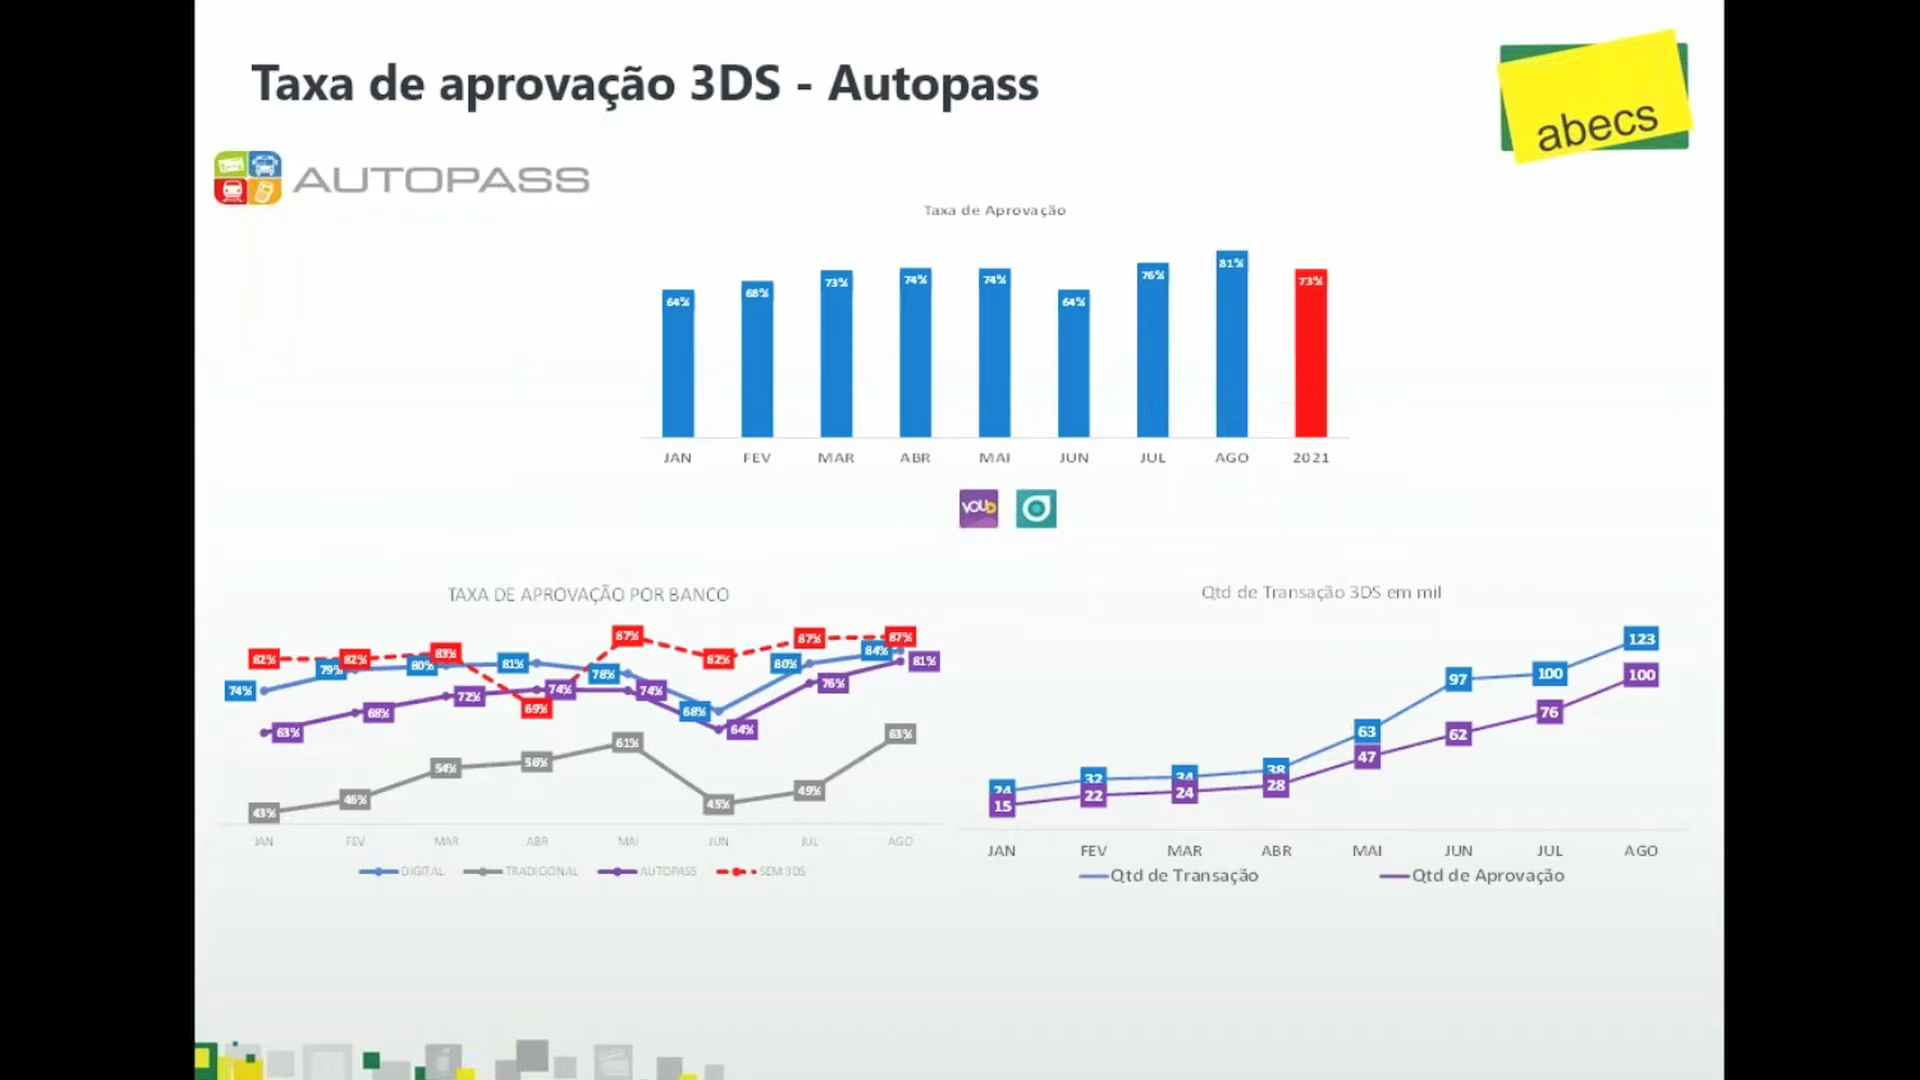 Taxa de aprovação 3DS - Autopass
abecs
AUTOPASS
Taxa de Aprovação
64% 68% 73% 74% 74% 64% 76% 81% 73%
JAN FEV MAR ABR MAI JUN JUL AGO 2021
VOUD
TAXA DE APROVAÇÃO POR BANCO
82% 82% 83% 69% 87% 82% 87% 87%
74% 79% 80% 81% 78% 68% 80% 84%
63% 68% 72% 74% 74% 64% 76% 81%
43% 46% 54% 56% 61% 45% 49% 63%
JAN FEV MAR ABR MAI JUN JUL AGO
DIGITAL TRADICIONAL AUTOPASS SEM 3DS
Qtd de Transação 3DS em mil
24 32 34 38 63 97 100 123
15 22 24 28 47 62 76 100
JAN FEV MAR ABR MAI JUN JUL AGO
Qtd de Transação Qtd de Aprovação